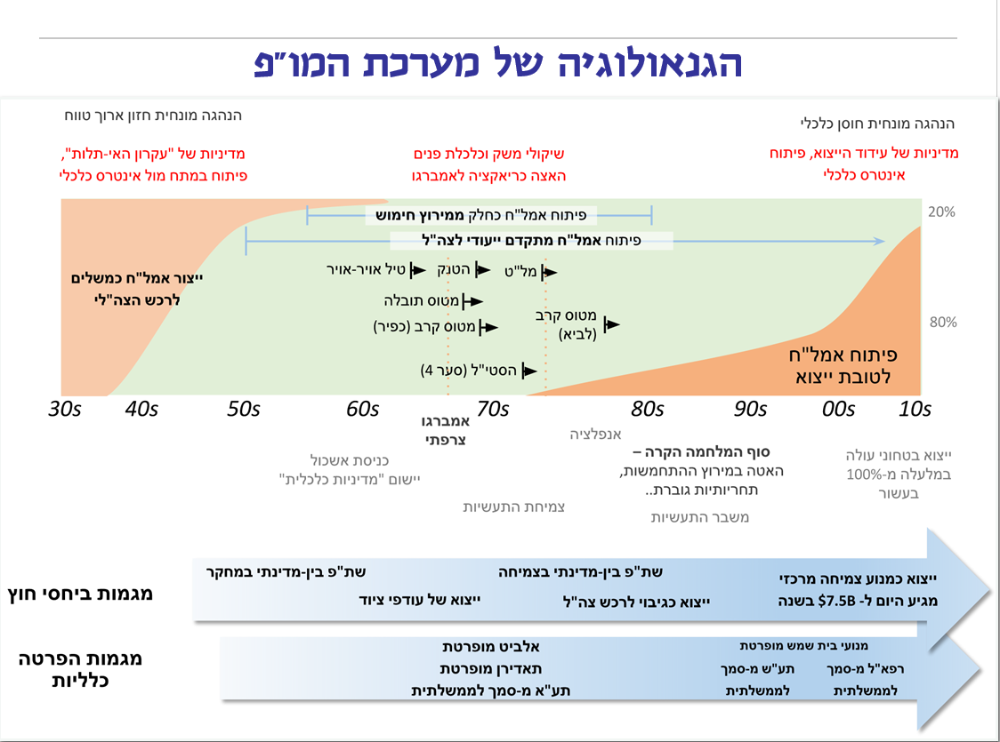 הגנאולוגיה של מערכת המו"פ
הנהגה מונחית חזון ארוך טווח
הנהגה מונחית חוסן כלכלי
מדיניות של "עקרון האי-תלות",
פיתוח במתח מול אינטרס כלכלי
שיקולי משק וכלכלת פנים
האצה כריאקציה לאמברגו
מדיניות של עידוד הייצוא, פיתוח
אינטרס כלכלי
20%
80%
פיתוח אמל"ח כחלק ממירוץ חימוש
פיתוח אמל"ח מתקדם ייעודי לצה"ל
ייצור אמל"ח כמשלים
לרכש הצה"לי
טיל אויר-אויר
הטנק
מל"ט
מטוס תובלה
מטוס קרב (כפיר)
מטוס קרב
(לביא)
הסטי"ל (סער 4)
פיתוח אמל"ח
לטובת ייצוא
30s 40s 50s 60s 70s 80s 90s 00s 10s
אמברגו
צרפתי
אנפלציה
כניסת אשכול
יישום "מדיניות כלכלית"
סוף המלחמה הקרה –
האטה במירוץ ההתחמשות,
תחריותיות גוברת..
ייצוא בטחוני עולה
במלעלה מ-100%
בעשור
צמיחת התעשיות
משבר התעשיות
מגמות ביחסי חוץ
שת"פ בין-מדינתי במחקר
ייצוא של עודפי ציוד
שת"פ בין-מדינתי בצמיחה
ייצוא כגיבוי לרכש צה"ל
ייצוא כמנוע צמיחה מרכזי
מגיע היום ל- $7.5B בשנה
מגמות הפרטה
כלליות
אלביט מופרטת
תאדירן מופרטת
תע"א מ-סמך לממשלתית
מנועי בית שמש מופרטת
תע"ש מ-סמך
לממשלתית
רפא"ל מ-סמך
לממשלתית